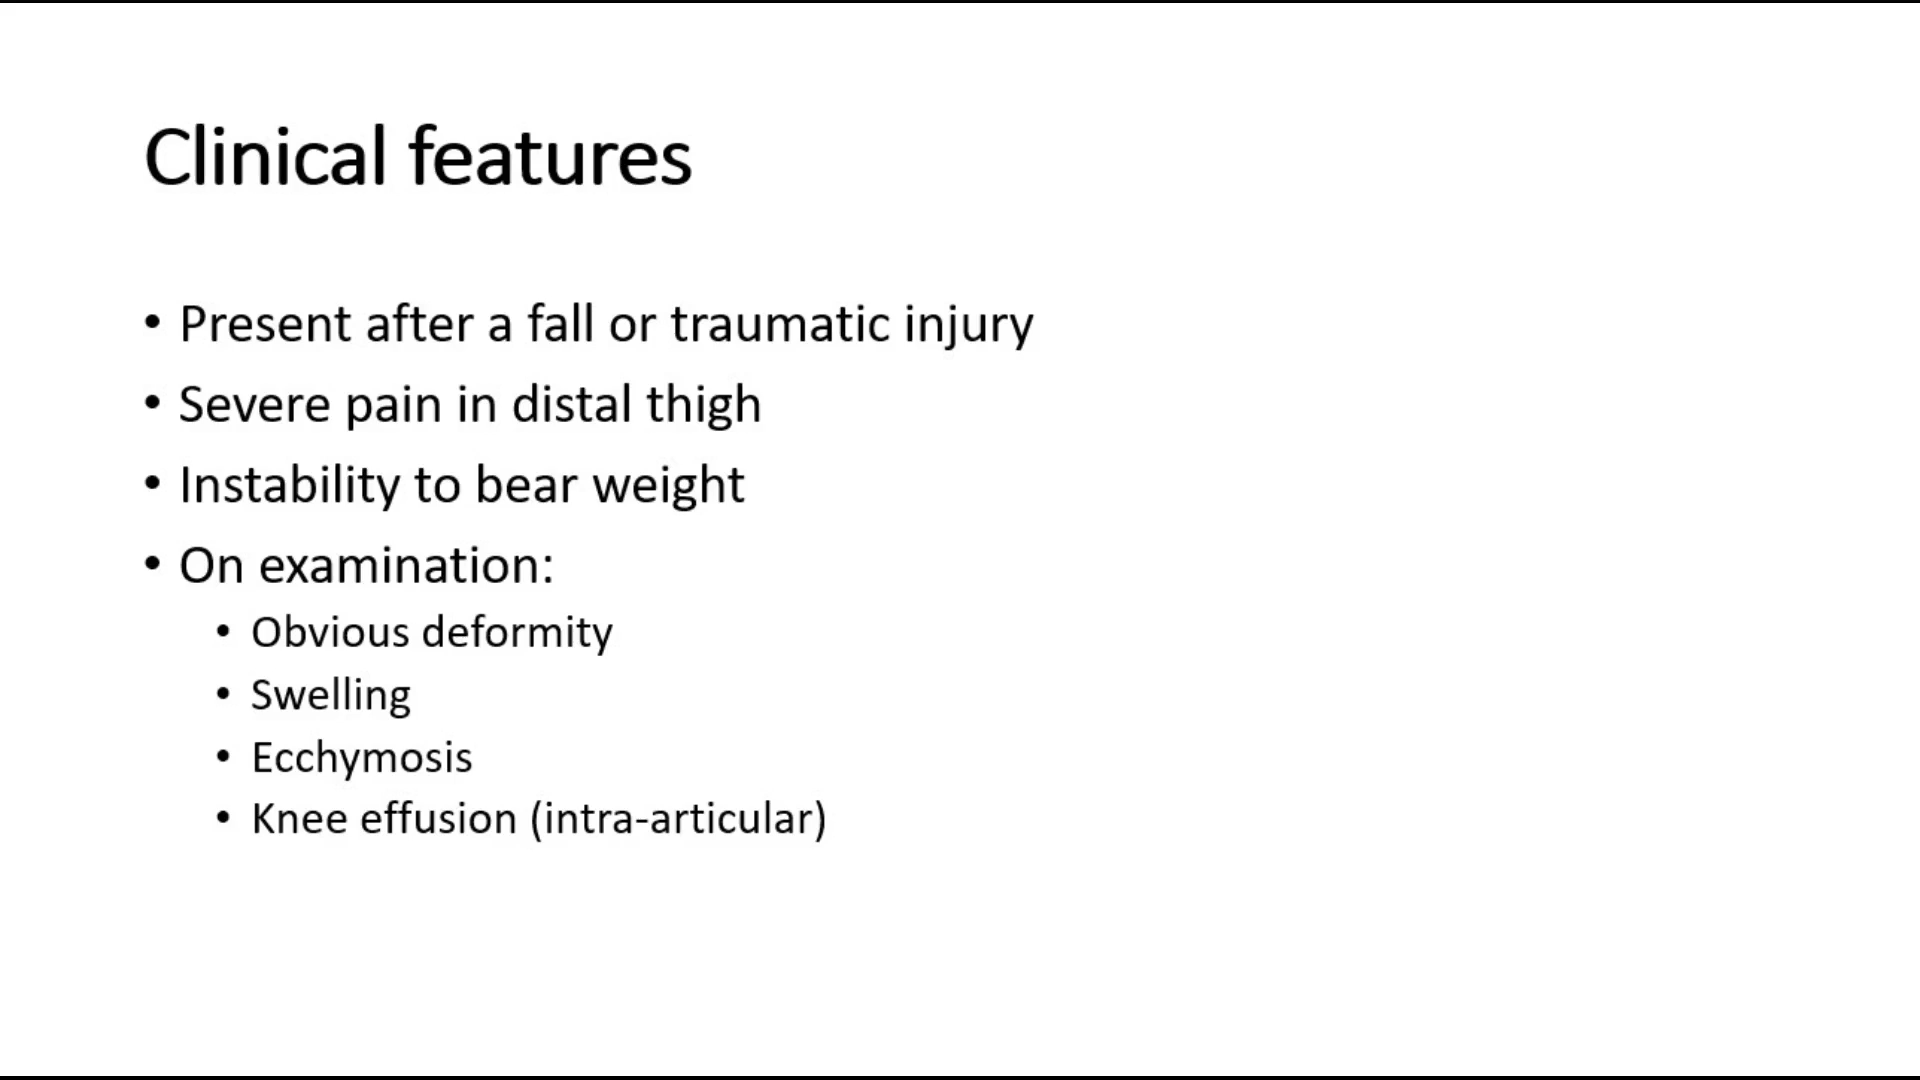 Clinical features
• Present after a fall or traumatic injury
• Severe pain in distal thigh
• Instability to bear weight
• On examination:
• Obvious deformity
• Swelling
• Ecchymosis
• Knee effusion (intra-articular)